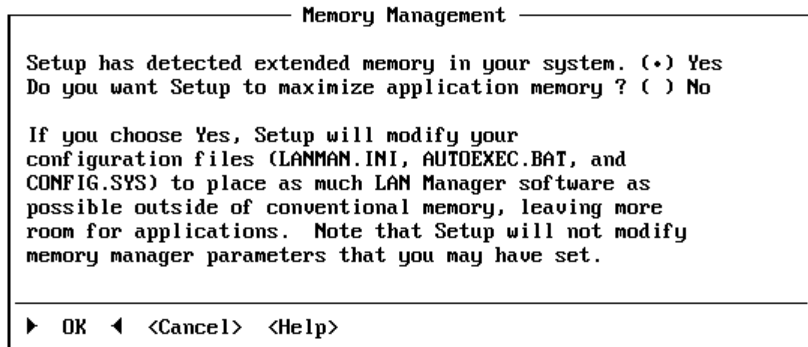 Memory Management
Setup has detected extended memory in your system. (•) Yes
Do you want Setup to maximize application memory ? ( ) No
If you choose Yes, Setup will modify your
configuration files (LANMAN.INI, AUTOEXEC.BAT, and
CONFIG.SYS) to place as much LAN Manager software as
possible outside of conventional memory, leaving more
room for applications.  Note that Setup will not modify
memory manager parameters that you may have set.
► OK ◄ <Cancel> <Help>